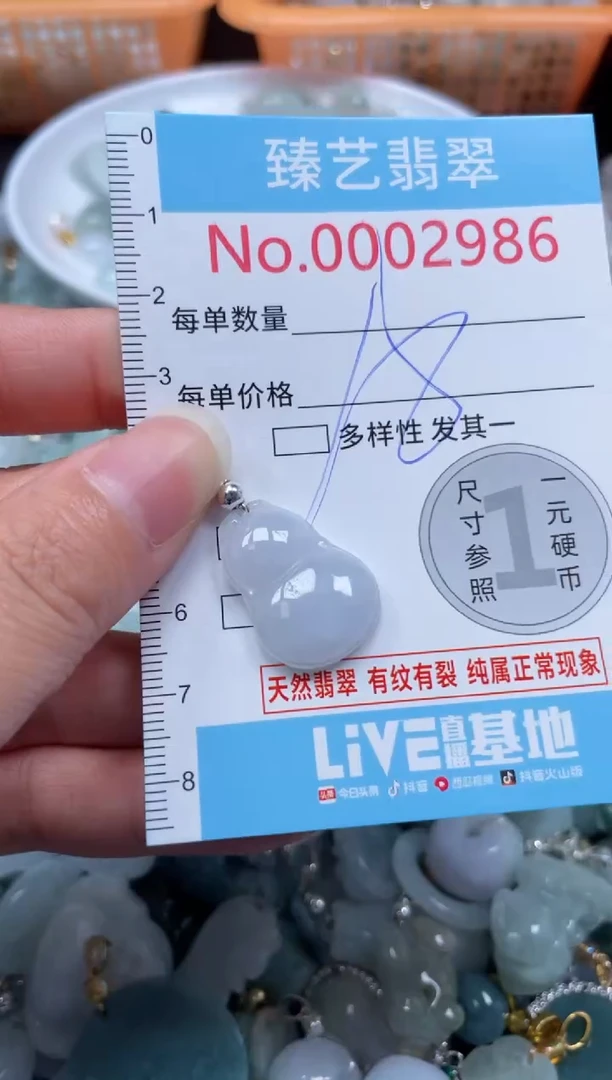 臻艺翡翠
No.0002986
每单数量
每单价格
18
多样性 发其一
尺寸参照
1
一元硬币
天然翡翠 有纹有裂 纯属正常现象
LiVE直播基地
头条 今日头条 抖音 西瓜视频 抖音火山版
0
1
2
3
6
7
8